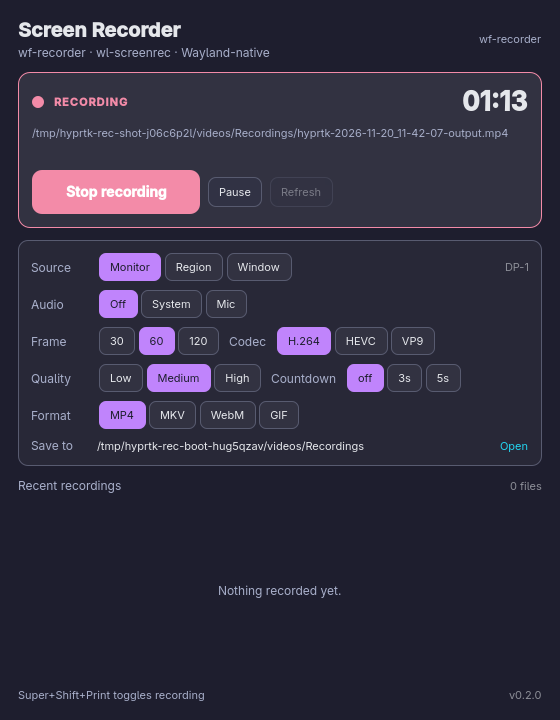 Screen Recorder
wf-recorder · wl-screenrec · Wayland-native
wf-recorder
RECORDING
01:13
/tmp/hyprtk-rec-shot-j06c6p2l/videos/Recordings/hyprtk-2026-11-20_11-42-07-output.mp4
Stop recording Pause Refresh
Source Monitor Region Window DP-1
Audio Off System Mic
Frame 30 60 120 Codec H.264 HEVC VP9
Quality Low Medium High Countdown off 3s 5s
Format MP4 MKV WebM GIF
Save to /tmp/hyprtk-rec-boot-hug5qzav/videos/Recordings Open
Recent recordings 0 files
Nothing recorded yet.
Super+Shift+Print toggles recording v0.2.0